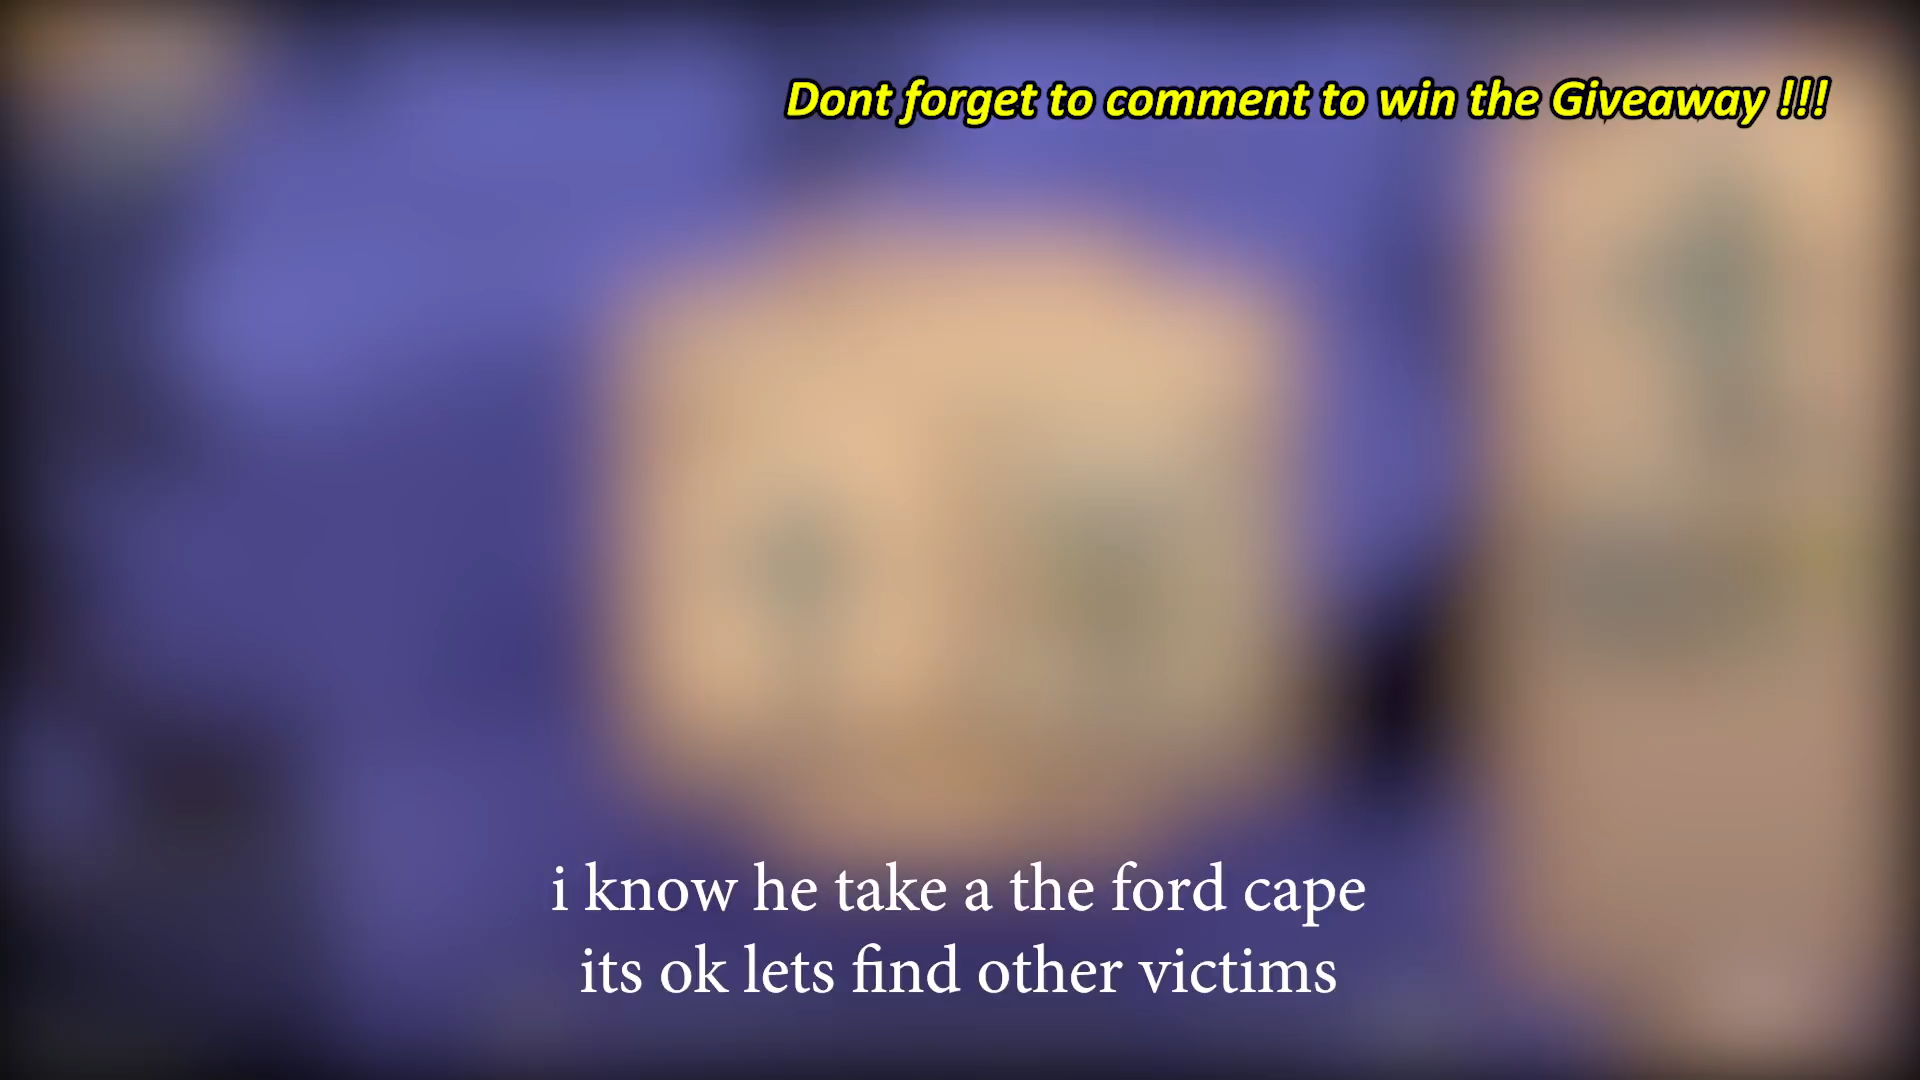 Dont forget to comment to win the Giveaway !!!
i know he take a the ford cape
its ok lets find other victims